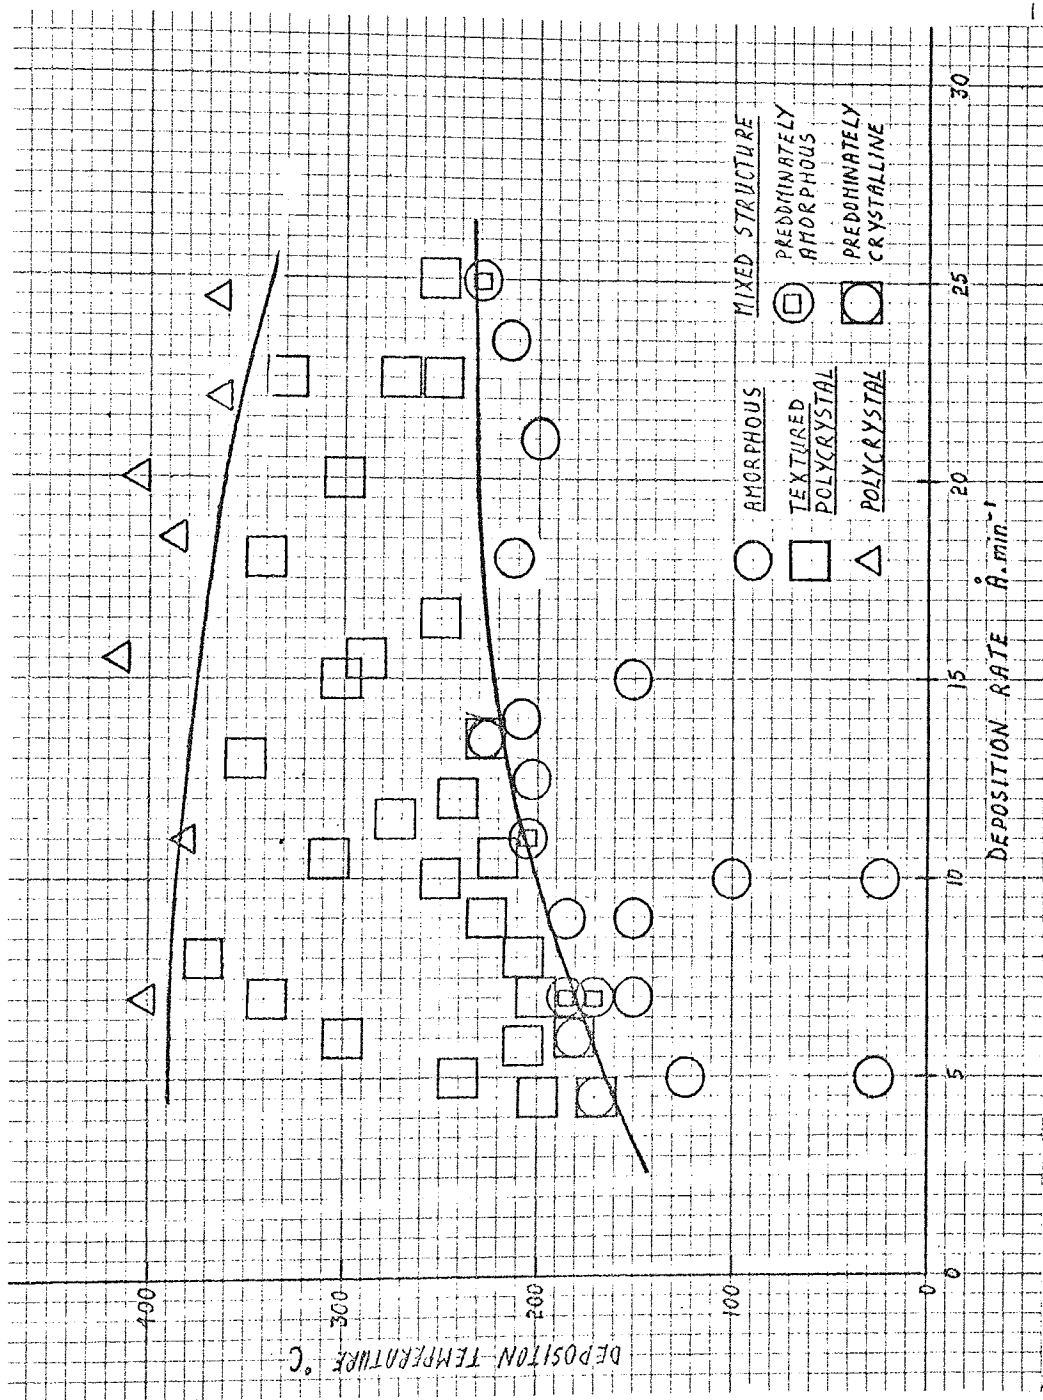 DEPOSITION TEMPERATURE °C
400
300
200
100
0
0
5
10
15
20
25
30
DEPOSITION RATE Å.min⁻¹
AMORPHOUS
TEXTURED
POLYCRYSTAL
POLYCRYSTAL
MIXED STRUCTURE
PREDOMINATELY
AMORPHOUS
PREDOMINATELY
CRYSTALLINE